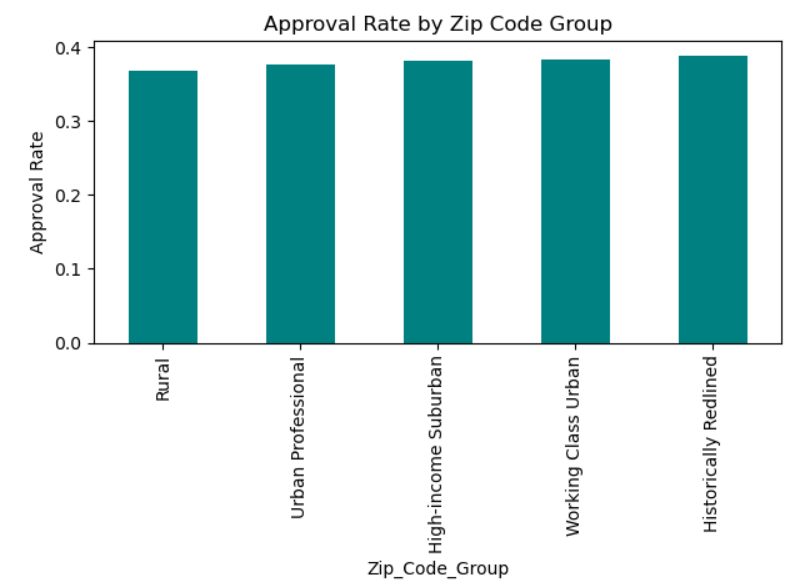 Approval Rate by Zip Code Group
Approval Rate
0.4
0.3
0.2
0.1
0.0
Rural
Urban Professional
High-income Suburban
Working Class Urban
Historically Redlined
Zip_Code_Group